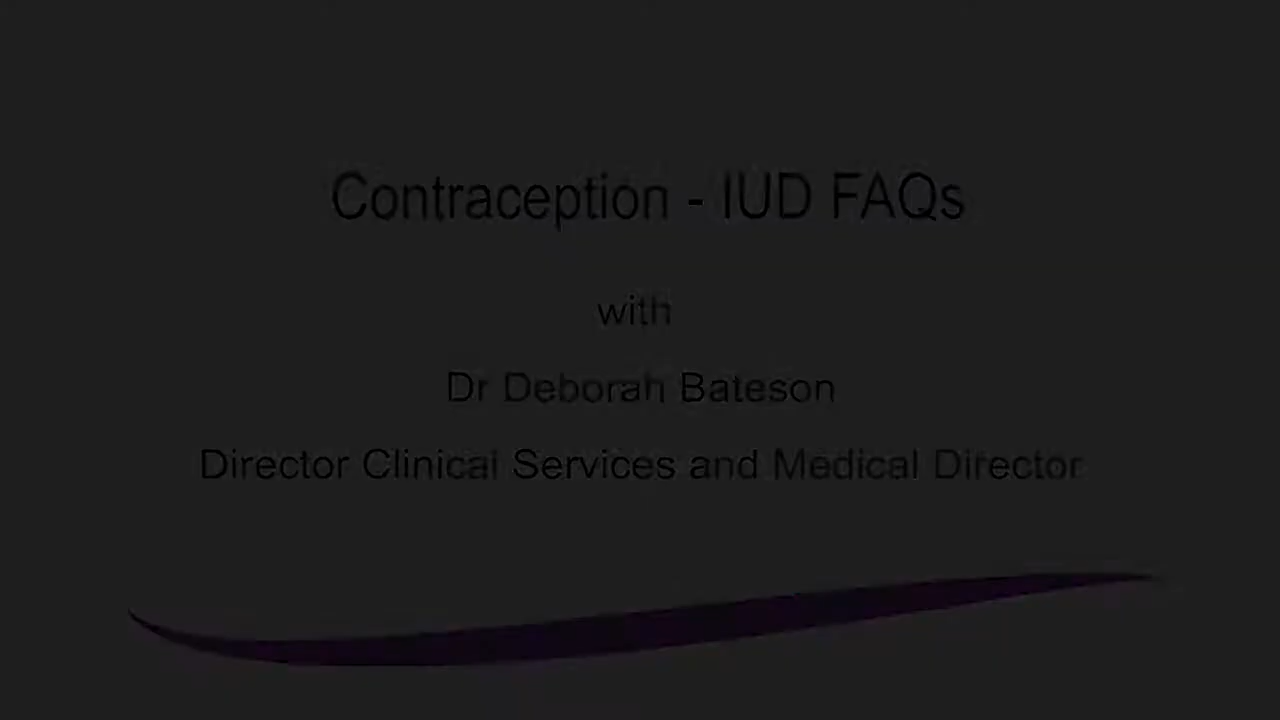 Contraception - IUD FAQs
with
Dr Deborah Bateson
Director Clinical Services and Medical Director